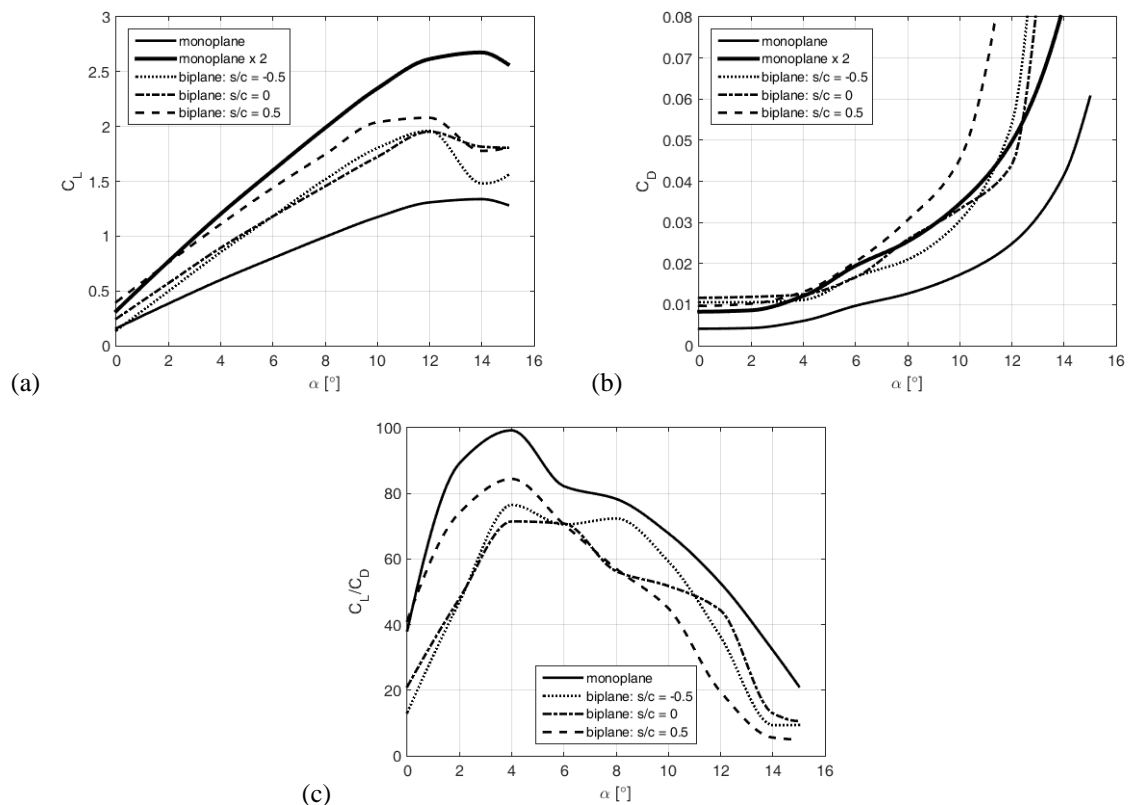 3
2.5
2
1.5
1
0.5
0
C_L
monoplane
monoplane x 2
biplane: s/c = -0.5
biplane: s/c = 0
biplane: s/c = 0.5
0 2 4 6 8 10 12 14 16
α [°]
(a)
0.08
0.07
0.06
0.05
0.04
0.03
0.02
0.01
0
C_D
monoplane
monoplane x 2
biplane: s/c = -0.5
biplane: s/c = 0
biplane: s/c = 0.5
0 2 4 6 8 10 12 14 16
α [°]
(b)
100
80
60
40
20
0
C_L/C_D
monoplane
biplane: s/c = -0.5
biplane: s/c = 0
biplane: s/c = 0.5
0 2 4 6 8 10 12 14 16
α [°]
(c)